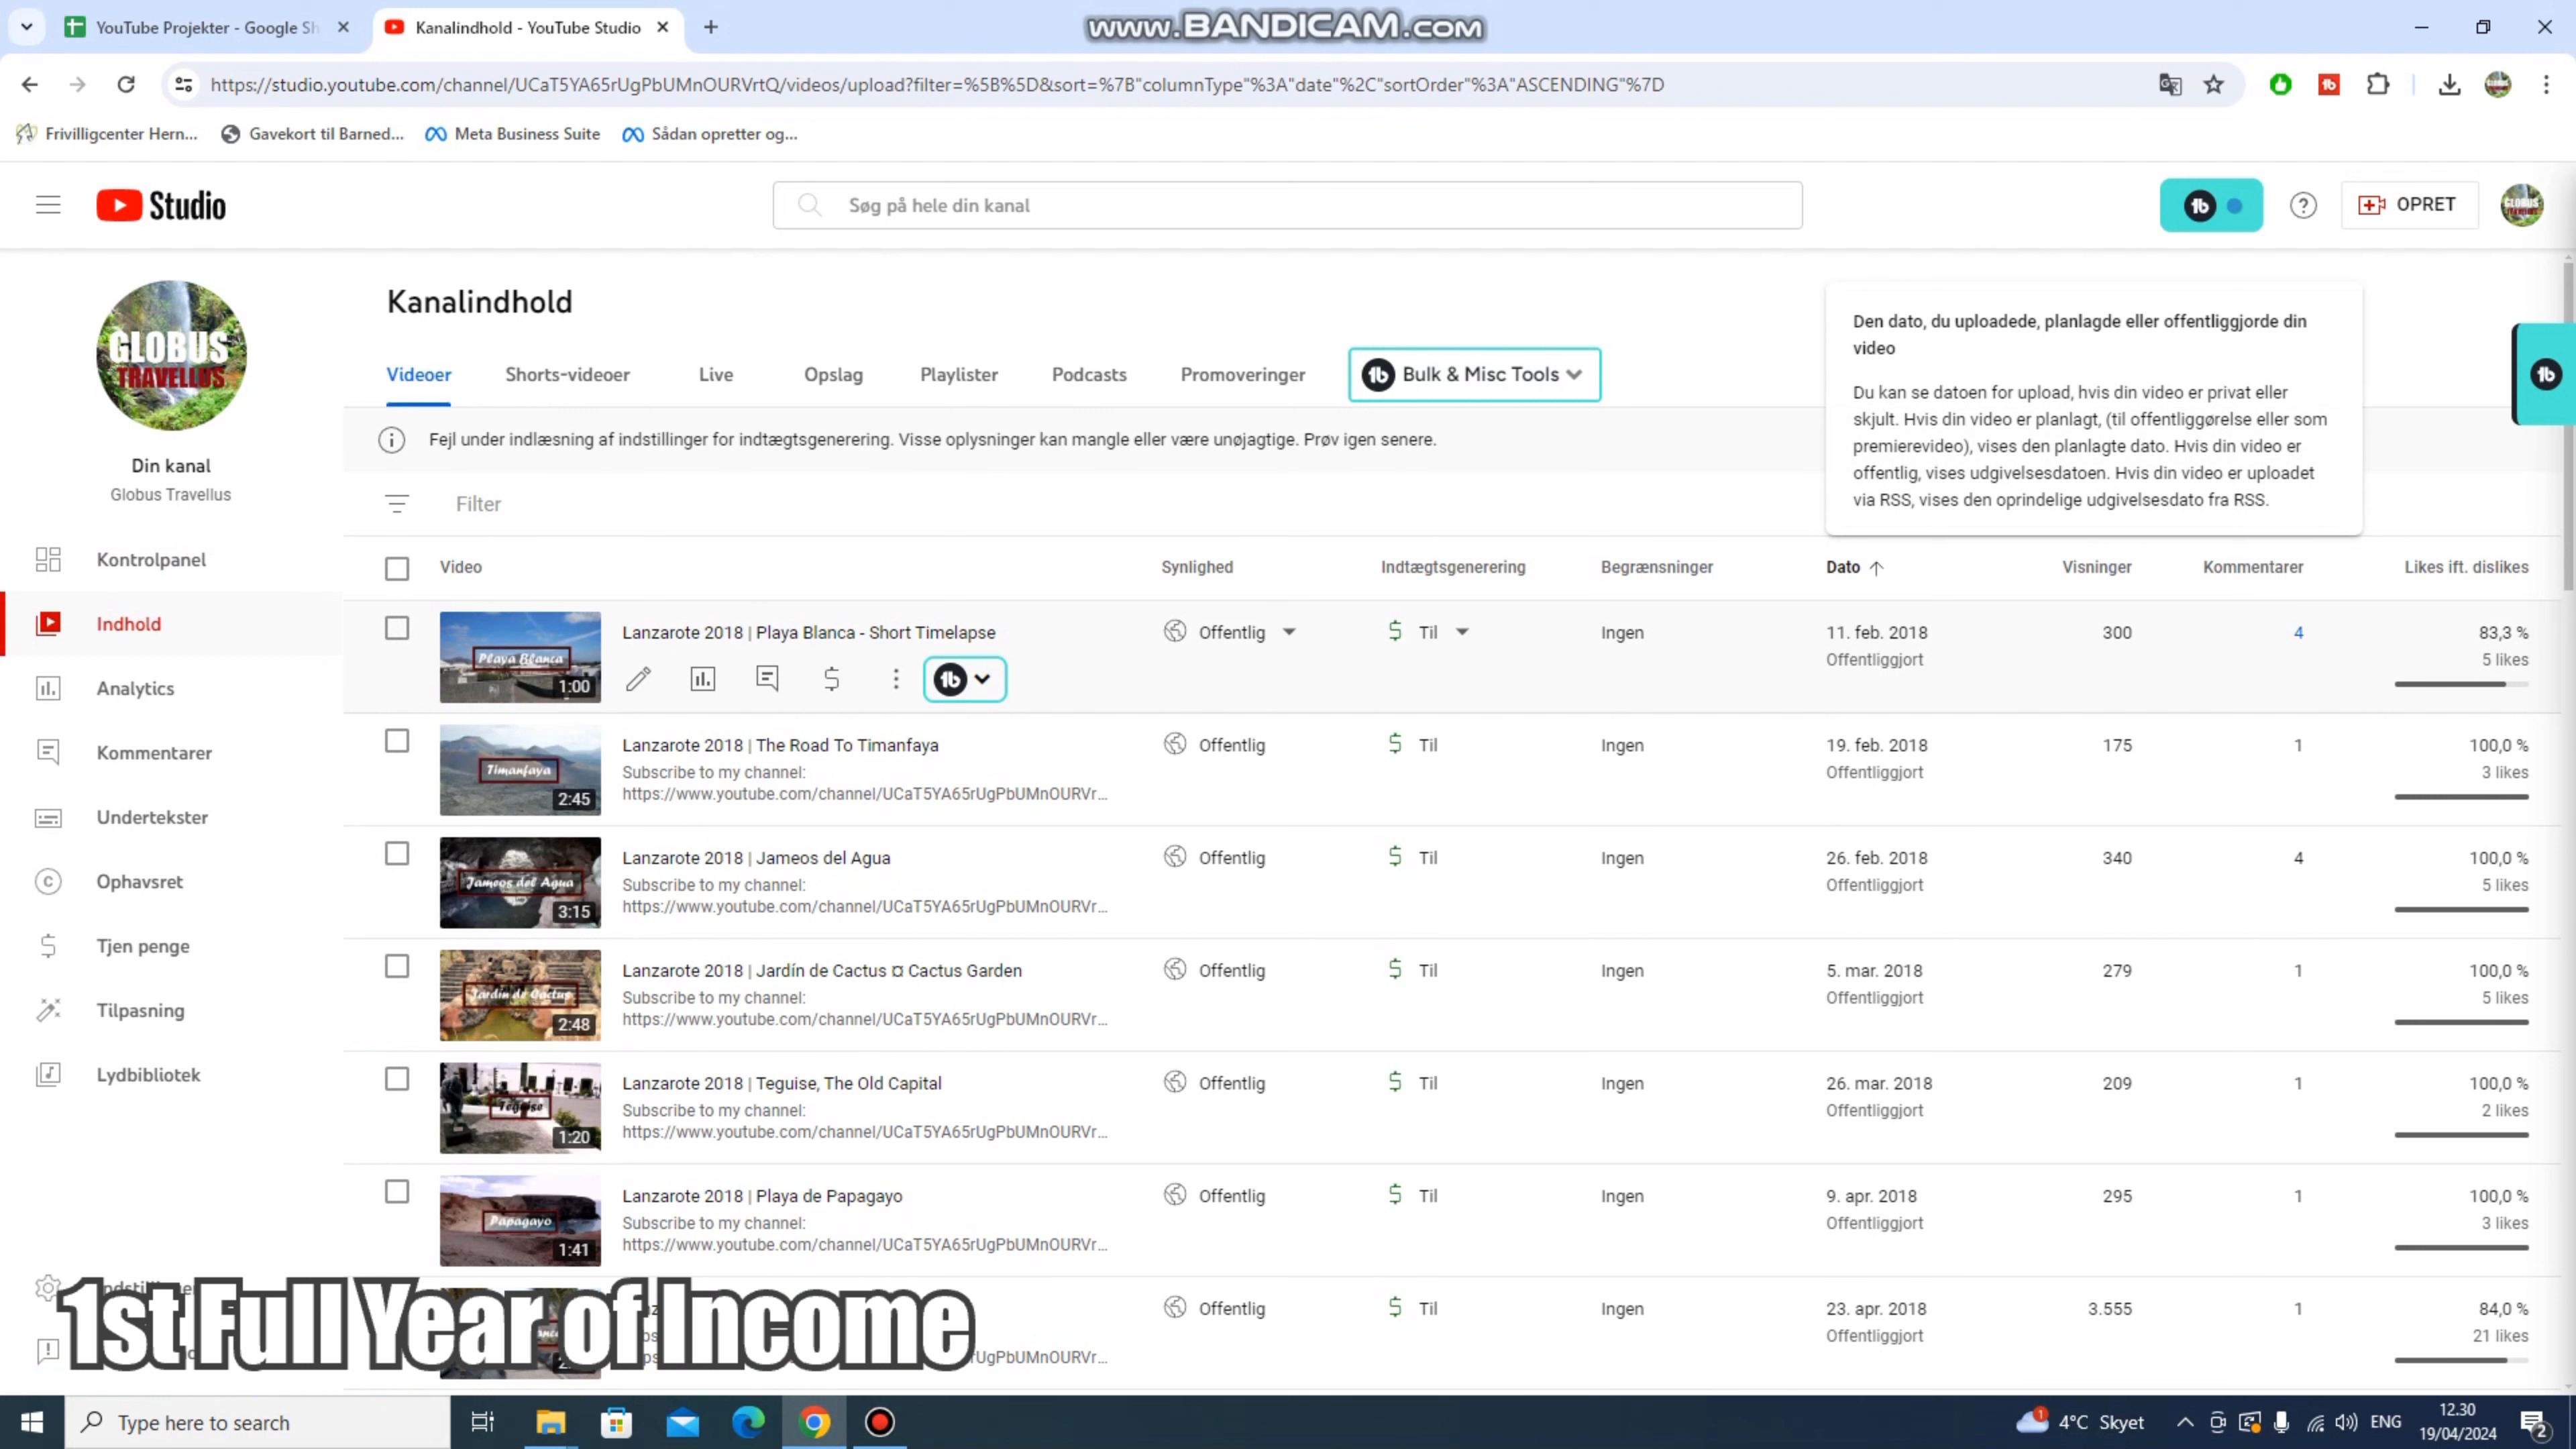 YouTube Projekter - Google Sh
Kanalindhold - YouTube Studio
www.BANDICAM.com
https://studio.youtube.com/channel/UCaT5YA65rUgPbUMnOURVrtQ/videos/upload?filter=%5B%5D&sort=%7B"columnType"%3A"date"%2C"sortOrder"%3A"ASCENDING"%7D
Frivilligcenter Hern...
Gavekort til Barned...
Meta Business Suite
Sådan opretter og...
Studio
Søg på hele din kanal
OPRET
GLOBUS
TRAVELLUS
Din kanal
Globus Travellus
Kontrolpanel
Indhold
Analytics
Kommentarer
Undertekster
Ophavsret
Tjen penge
Tilpasning
Lydbibliotek
Kanalindhold
Videoer Shorts-videoer Live Opslag Playlister Podcasts Promoveringer Bulk & Misc Tools
Den dato, du uploadede, planlagde eller offentliggjorde din
video
Du kan se datoen for upload, hvis din video er privat eller
skjult. Hvis din video er planlagt, (til offentliggørelse eller som
premierevideo), vises den planlagte dato. Hvis din video er
offentlig, vises udgivelsesdatoen. Hvis din video er uploadet
via RSS, vises den oprindelige udgivelsesdato fra RSS.
Fejl under indlæsning af indstillinger for indtægtsgenerering. Visse oplysninger kan mangle eller være unøjagtige. Prøv igen senere.
Filter
Video Synlighed Indtægtsgenerering Begrænsninger Dato Visninger Kommentarer Likes ift. dislikes
Playa Blanca
1:00
Lanzarote 2018 | Playa Blanca - Short Timelapse Offentlig Til Ingen 11. feb. 2018 300 4 83,3 %
Offentliggjort 5 likes
Timanfaya
2:45
Lanzarote 2018 | The Road To Timanfaya Offentlig Til Ingen 19. feb. 2018 175 1 100,0 %
Subscribe to my channel: Offentliggjort 3 likes
https://www.youtube.com/channel/UCaT5YA65rUgPbUMnOURVr...
Jameos del Agua
3:15
Lanzarote 2018 | Jameos del Agua Offentlig Til Ingen 26. feb. 2018 340 4 100,0 %
Subscribe to my channel: Offentliggjort 5 likes
https://www.youtube.com/channel/UCaT5YA65rUgPbUMnOURVr...
Jardín de Cactus
2:48
Lanzarote 2018 | Jardín de Cactus ¤ Cactus Garden Offentlig Til Ingen 5. mar. 2018 279 1 100,0 %
Subscribe to my channel: Offentliggjort 5 likes
https://www.youtube.com/channel/UCaT5YA65rUgPbUMnOURVr...
Teguise
1:20
Lanzarote 2018 | Teguise, The Old Capital Offentlig Til Ingen 26. mar. 2018 209 1 100,0 %
Subscribe to my channel: Offentliggjort 2 likes
https://www.youtube.com/channel/UCaT5YA65rUgPbUMnOURVr...
Papagayo
1:41
Lanzarote 2018 | Playa de Papagayo Offentlig Til Ingen 9. apr. 2018 295 1 100,0 %
Subscribe to my channel: Offentliggjort 3 likes
https://www.youtube.com/channel/UCaT5YA65rUgPbUMnOURVr...
Offentlig Til Ingen 23. apr. 2018 3.555 1 84,0 %
Offentliggjort 21 likes
UCaT5YA65rUgPbUMnOURVr...
1st Full Year of Income
Type here to search
4°C Skyet
ENG
12.30
19/04/2024
2